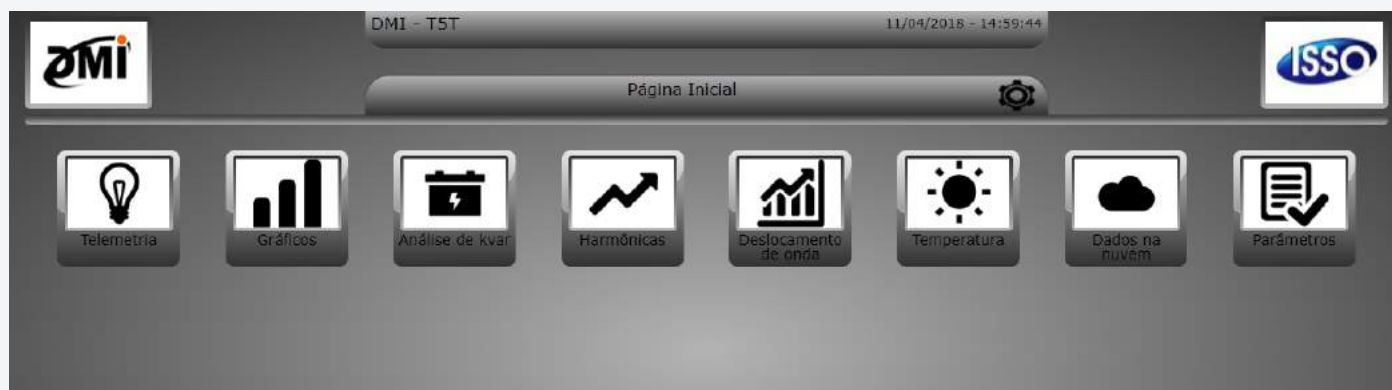 DMI
DMI - T5T
11/04/2018 - 14:59:44
ISSO
Página Inicial
Telemetria
Gráficos
Análise de kvar
Harmônicas
Deslocamento
de onda
Temperatura
Dados na
nuvem
Parâmetros